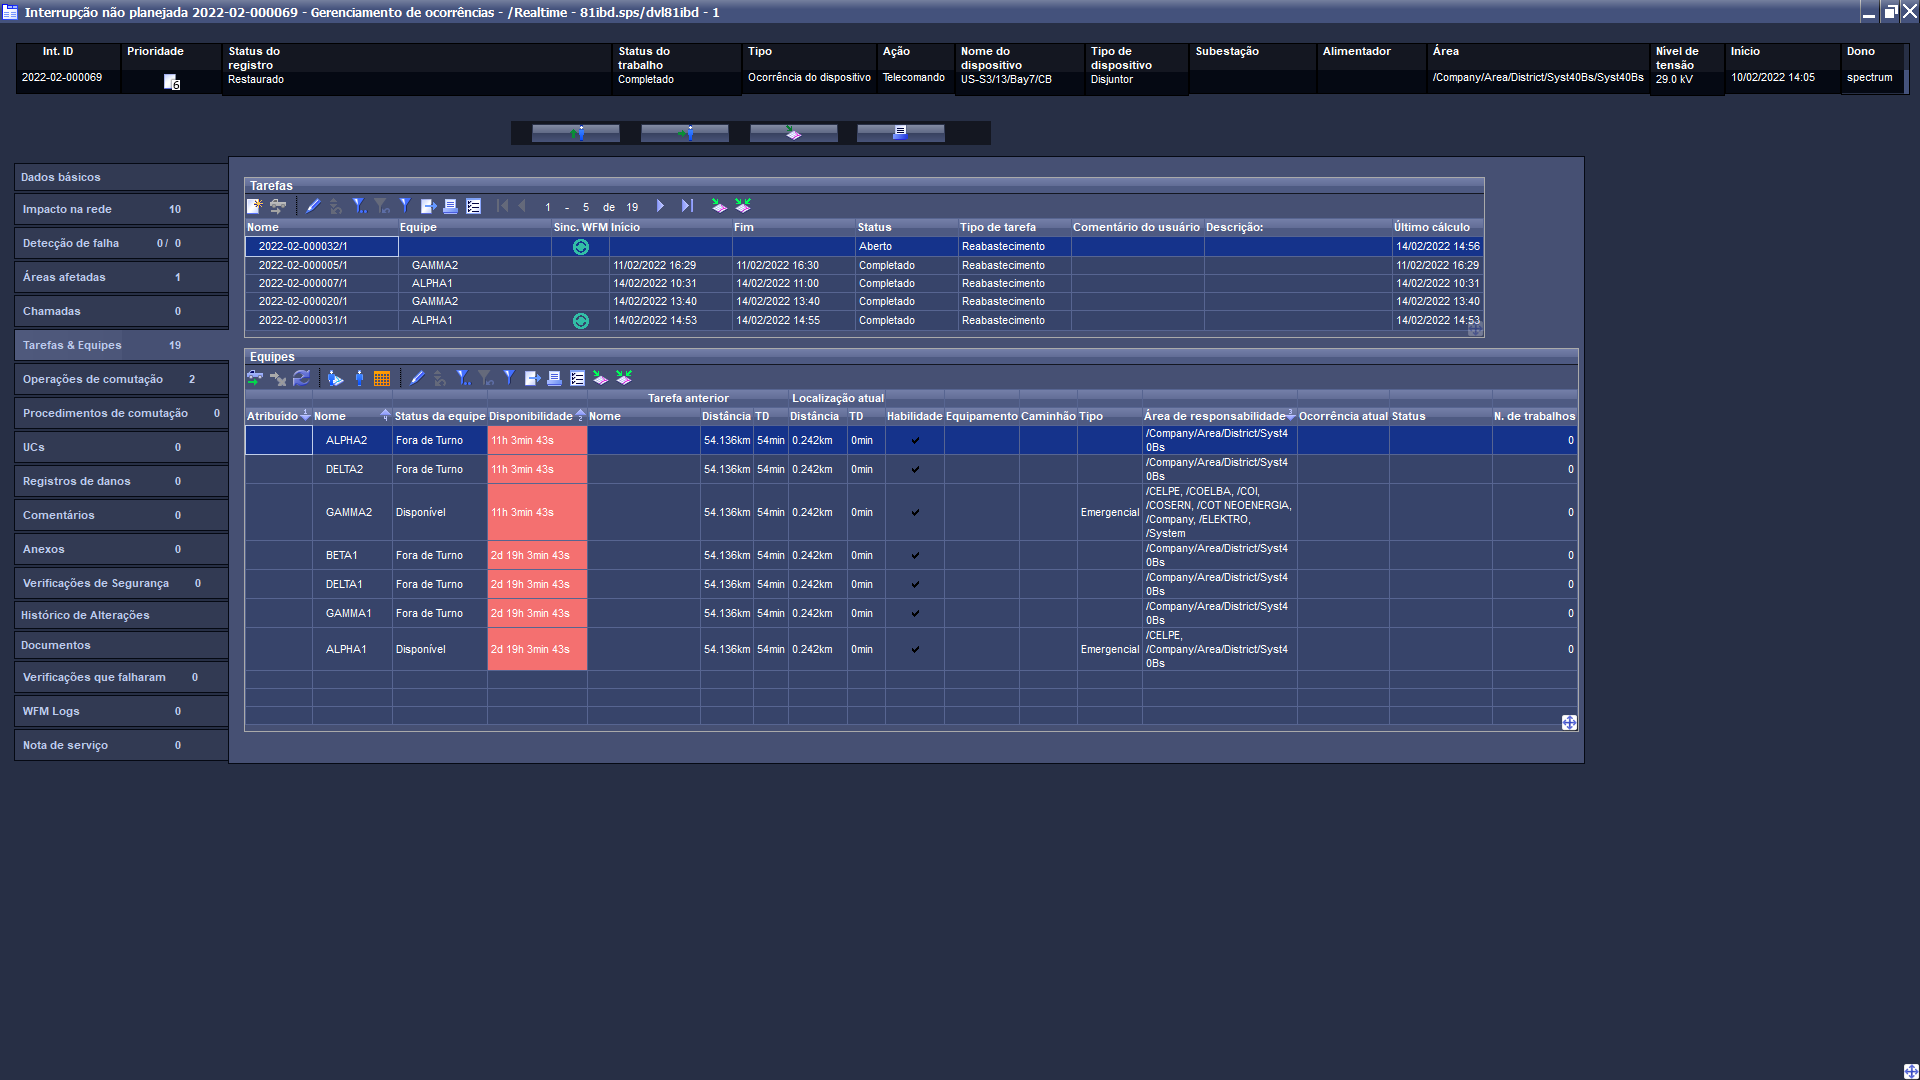 Interrupção não planejada 2022-02-000069 - Gerenciamento de ocorrências - /Realtime - 81ibd.sps/dvl81ibd - 1
Int. ID Prioridade Status do registro Status do trabalho Tipo Ação Nome do dispositivo Tipo de dispositivo Subestação Alimentador Área Nível de tensão Início Dono
2022-02-000069 6 Restaurado Completado Ocorrência do dispositivo Telecomando US-S3/13/Bay7/CB Disjuntor /Company/Area/District/Syst40Bs/Syst40Bs 29.0 kV 10/02/2022 14:05 spectrum
Dados básicos
Impacto na rede 10
Detecção de falha 0 / 0
Áreas afetadas 1
Chamadas 0
Tarefas & Equipes 19
Operações de comutação 2
Procedimentos de comutação 0
UCs 0
Registros de danos 0
Comentários 0
Anexos 0
Verificações de Segurança 0
Histórico de Alterações
Documentos
Verificações que falharam 0
WFM Logs 0
Nota de serviço 0
Tarefas
1 - 5 de 19
Nome Equipe Sinc. WFM Início Fim Status Tipo de tarefa Comentário do usuário Descrição: Último cálculo
2022-02-000032/1 Aberto Reabastecimento 14/02/2022 14:56
2022-02-000005/1 GAMMA2 11/02/2022 16:29 11/02/2022 16:30 Completado Reabastecimento 11/02/2022 16:29
2022-02-000007/1 ALPHA1 14/02/2022 10:31 14/02/2022 11:00 Completado Reabastecimento 14/02/2022 10:31
2022-02-000020/1 GAMMA2 14/02/2022 13:40 14/02/2022 13:40 Completado Reabastecimento 14/02/2022 13:40
2022-02-000031/1 ALPHA1 14/02/2022 14:53 14/02/2022 14:55 Completado Reabastecimento 14/02/2022 14:53
Equipes
Tarefa anterior Localização atual
Atribuído 1 Nome 4 Status da equipe Disponibilidade 2 Nome Distância TD Distância TD Habilidade Equipamento Caminhão Tipo Área de responsabilidade 3 Ocorrência atual Status N. de trabalhos
ALPHA2 Fora de Turno 11h 3min 43s 54.136km 54min 0.242km 0min ✓ /Company/Area/District/Syst4
0Bs 0
DELTA2 Fora de Turno 11h 3min 43s 54.136km 54min 0.242km 0min ✓ /Company/Area/District/Syst4
0Bs 0
GAMMA2 Disponível 11h 3min 43s 54.136km 54min 0.242km 0min ✓ Emergencial /CELPE, /COELBA, /COI,
/COSERN, /COT NEOENERGIA,
/Company, /ELEKTRO,
/System 0
BETA1 Fora de Turno 2d 19h 3min 43s 54.136km 54min 0.242km 0min ✓ /Company/Area/District/Syst4
0Bs 0
DELTA1 Fora de Turno 2d 19h 3min 43s 54.136km 54min 0.242km 0min ✓ /Company/Area/District/Syst4
0Bs 0
GAMMA1 Fora de Turno 2d 19h 3min 43s 54.136km 54min 0.242km 0min ✓ /Company/Area/District/Syst4
0Bs 0
ALPHA1 Disponível 2d 19h 3min 43s 54.136km 54min 0.242km 0min ✓ Emergencial /CELPE,
/Company/Area/District/Syst4
0Bs 0